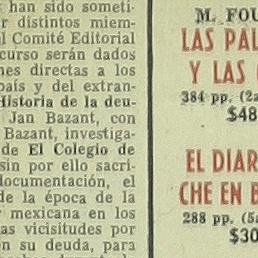 han sido someti-
distintos miem-
Comité Editorial
curso serán dados
nes directas a los
país y del extran-
Historia de la deu-
Jan Bazant, con
Bazant, investiga-
de El Colegio de
sin por ello sacri-
documentación, el
de la época de la
mexicana en los
as vicisitudes por
n su deuda, para
M. FOU
LAS PAL
Y LAS
384 pp. (2a
$48
EL DIAR
CHE EN B
288 pp. (5a
$30